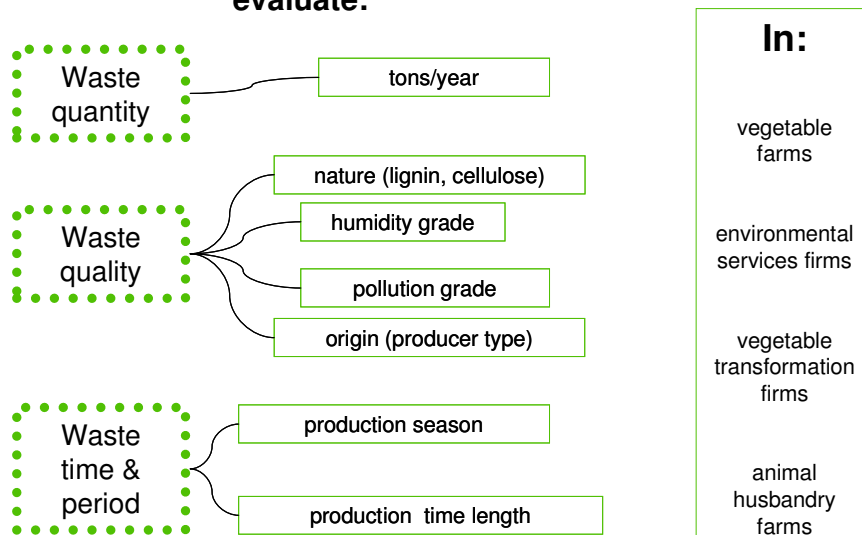 evaluate:
Waste
quantity
tons/year
Waste
quality
nature (lignin, cellulose)
humidity grade
pollution grade
origin (producer type)
Waste
time &
period
production season
production time length
In:
vegetable
farms
environmental
services firms
vegetable
transformation
firms
animal
husbandry
farms